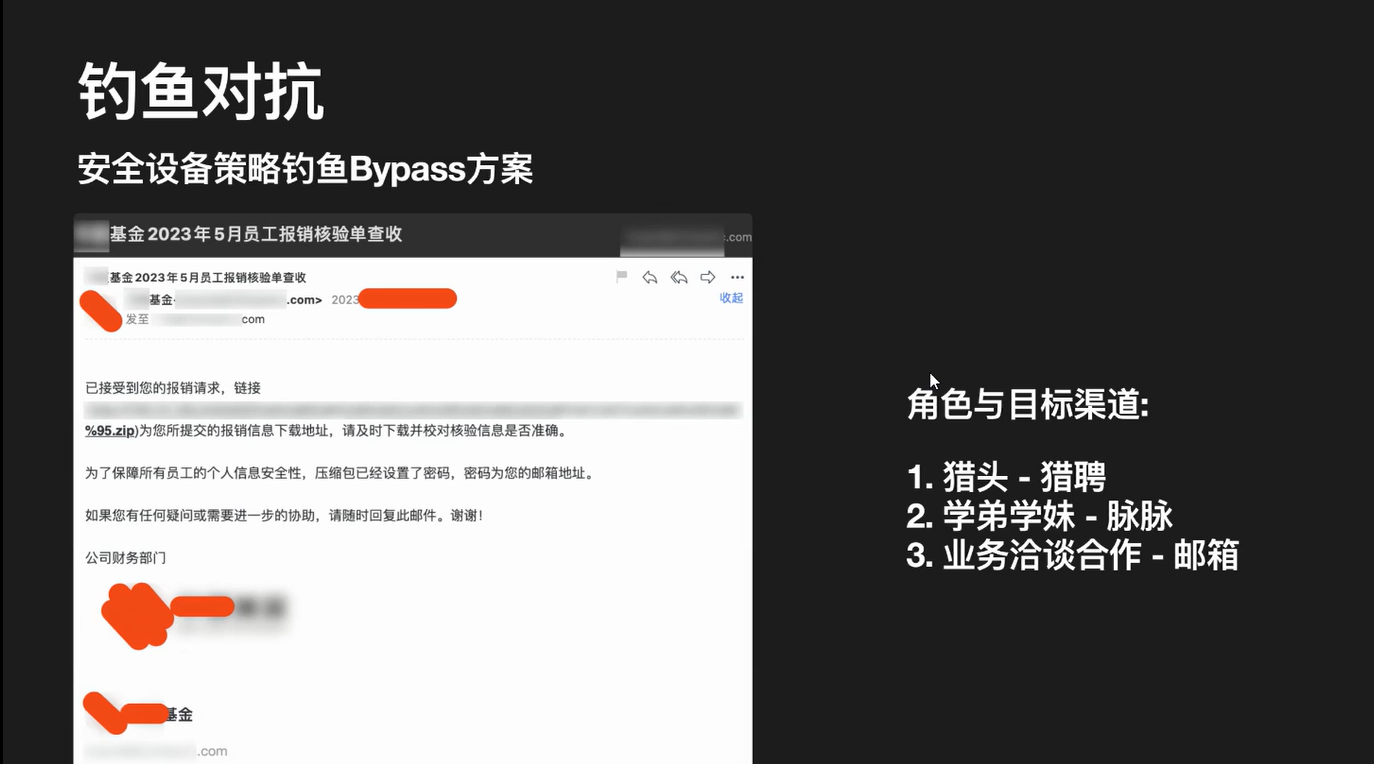 钓鱼对抗
安全设备策略钓鱼Bypass方案
基金2023年5月员工报销核验单查收
.com
基金2023年5月员工报销核验单查收
基金 .com> 2023
收起
发至 com
已接受到您的报销请求，链接
%95.zip)为您所提交的报销信息下载地址，请及时下载并校对核验信息是否准确。
为了保障所有员工的个人信息安全性，压缩包已经设置了密码，密码为您的邮箱地址。
如果您有任何疑问或需要进一步的协助，请随时回复此邮件。谢谢！
公司财务部门
基金
.com
角色与目标渠道:
1. 猎头 - 猎聘
2. 学弟学妹 - 脉脉
3. 业务洽谈合作 - 邮箱